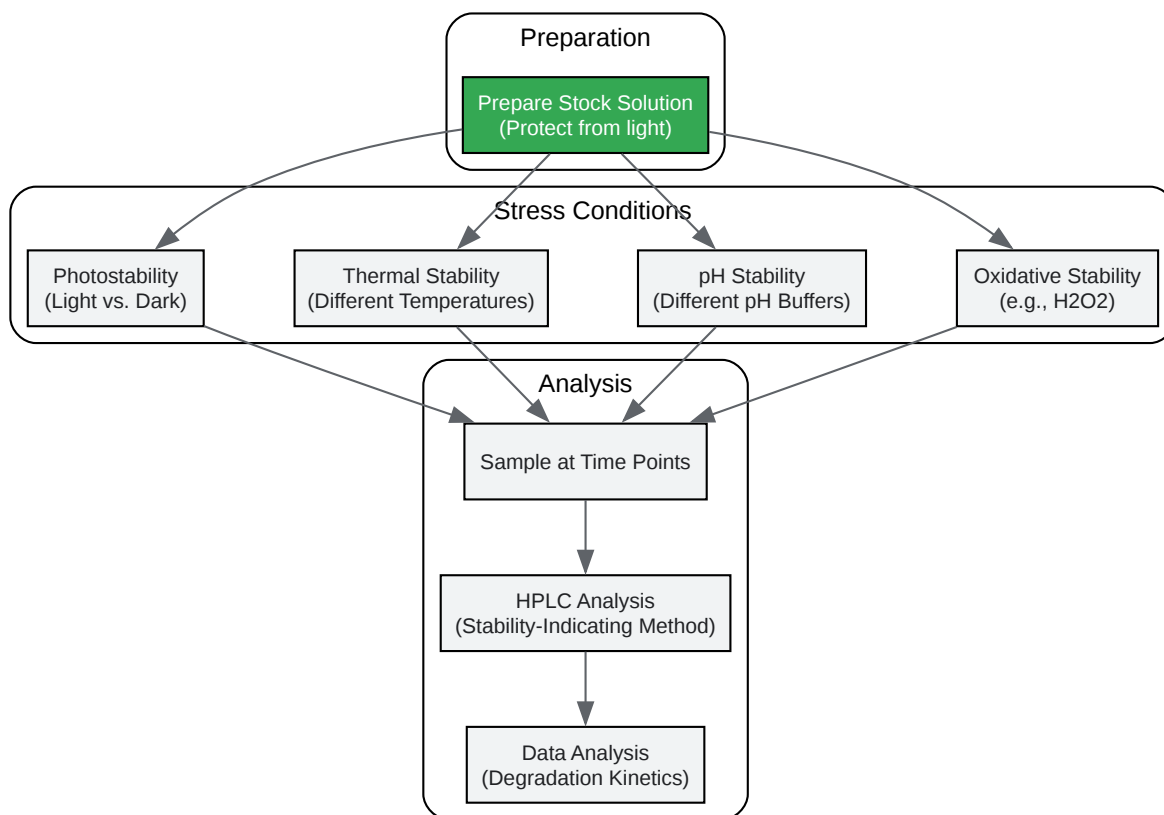 Preparation
Prepare Stock Solution
(Protect from light)
Stress Conditions
Photostability
(Light vs. Dark)
Thermal Stability
(Different Temperatures)
pH Stability
(Different pH Buffers)
Oxidative Stability
(e.g., H2O2)
Analysis
Sample at Time Points
HPLC Analysis
(Stability-Indicating Method)
Data Analysis
(Degradation Kinetics)